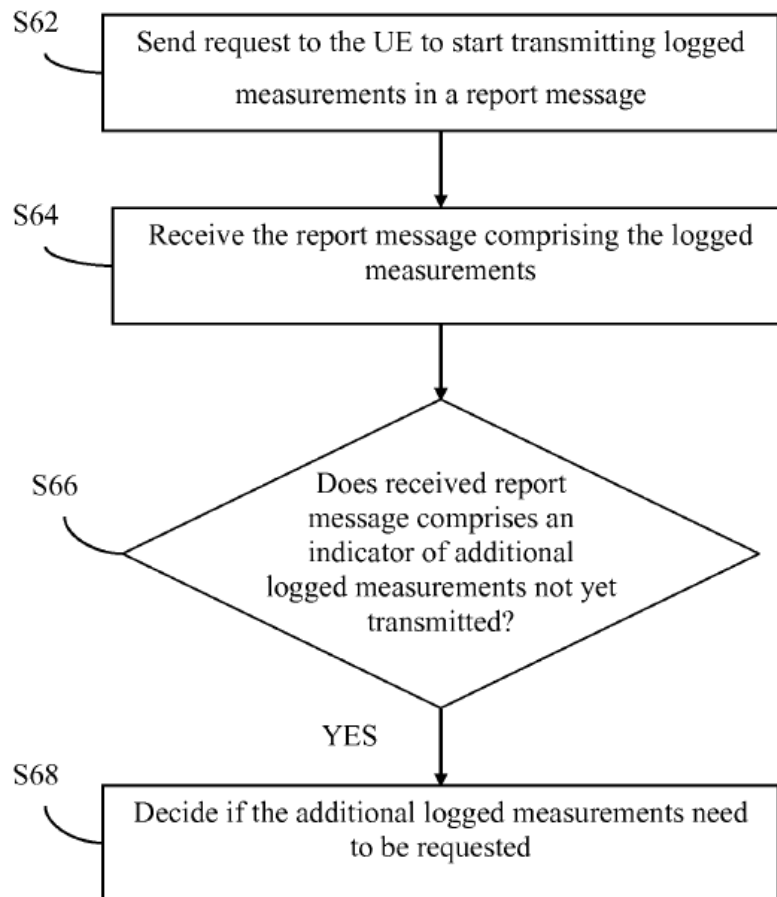 S62
Send request to the UE to start transmitting logged
measurements in a report message
S64
Receive the report message comprising the logged
measurements
S66
Does received report
message comprises an
indicator of additional
logged measurements not yet
transmitted?
YES
S68
Decide if the additional logged measurements need
to be requested